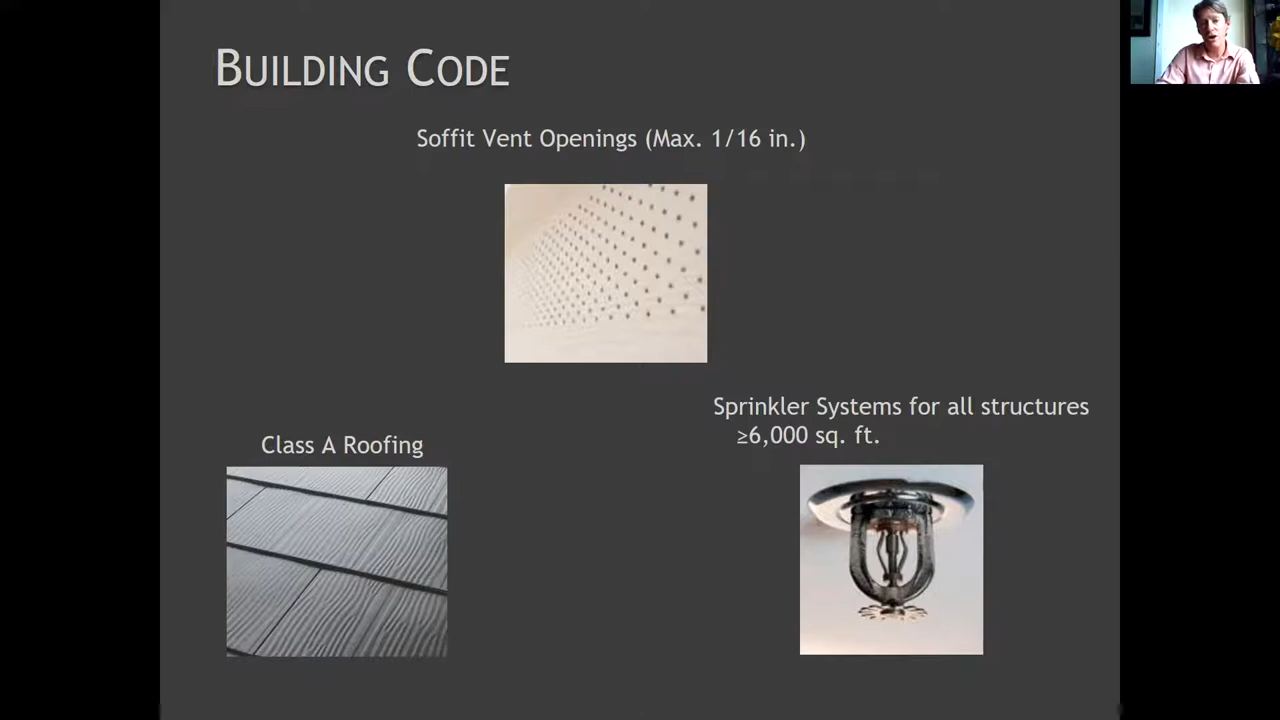 BUILDING CODE
Soffit Vent Openings (Max. 1/16 in.)
Sprinkler Systems for all structures
≥6,000 sq. ft.
Class A Roofing